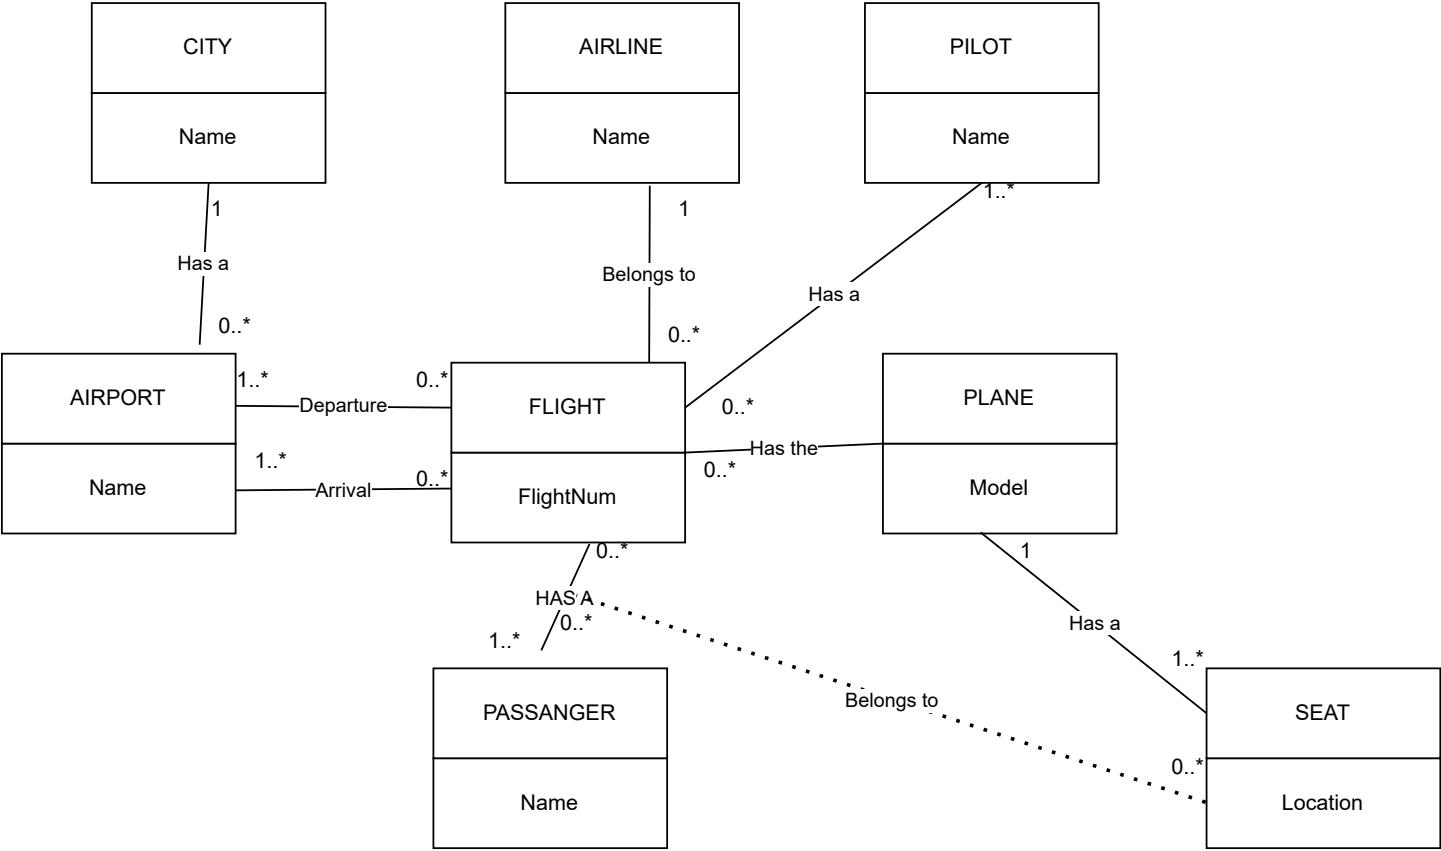 CITY
AIRLINE
PILOT
Name
Name
Name
1
1
1..*
Has a
Belongs to
Has a
0..*
0..*
AIRPORT
1..*
Departure
0..*
FLIGHT
0..*
PLANE
Name
1..*
Arrival
0..*
FlightNum
0..*
Has the
Model
0..*
1
HAS A
0..*
1..*
Has a
1..*
Belongs to
PASSANGER
SEAT
0..*
Name
Location